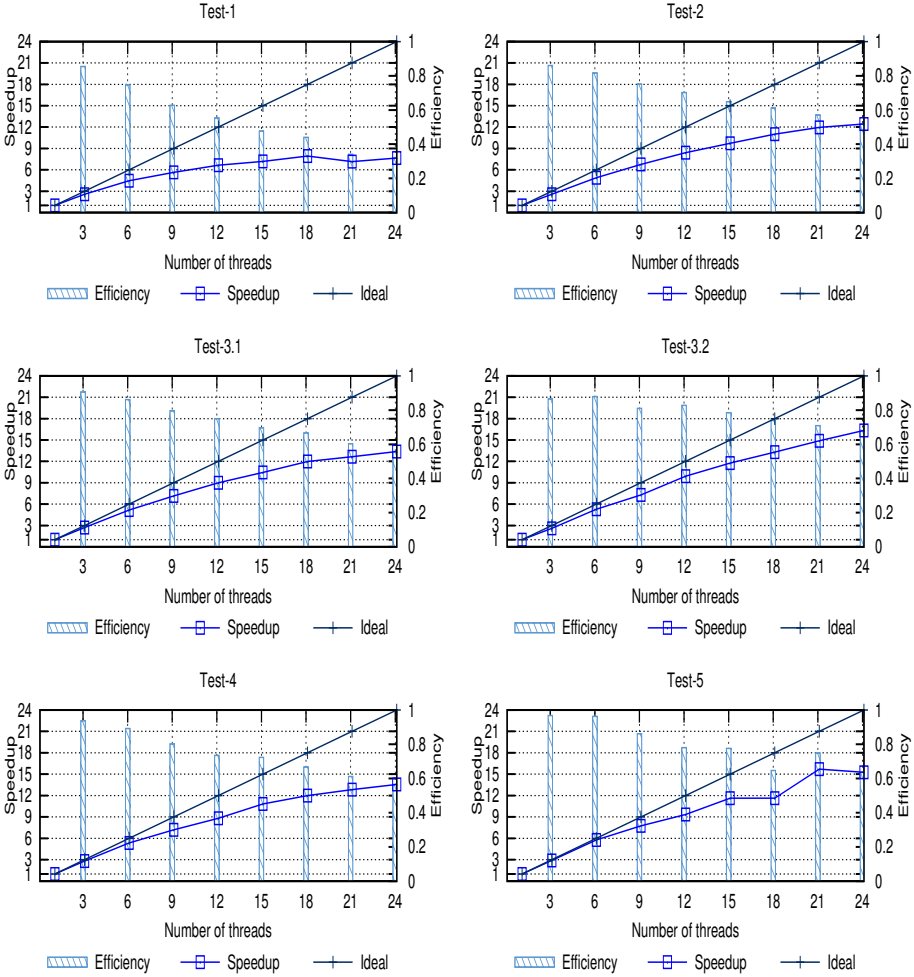 Test-1
Speedup
24
21
18
15
12
9
6
3
1
1
0.8
0.6
0.4
0.2
0
Efficiency
3 6 9 12 15 18 21 24
Number of threads
Efficiency Speedup Ideal
Test-2
Speedup
24
21
18
15
12
9
6
3
1
1
0.8
0.6
0.4
0.2
0
Efficiency
3 6 9 12 15 18 21 24
Number of threads
Efficiency Speedup Ideal
Test-3.1
Speedup
24
21
18
15
12
9
6
3
1
1
0.8
0.6
0.4
0.2
0
Efficiency
3 6 9 12 15 18 21 24
Number of threads
Efficiency Speedup Ideal
Test-3.2
Speedup
24
21
18
15
12
9
6
3
1
1
0.8
0.6
0.4
0.2
0
Efficiency
3 6 9 12 15 18 21 24
Number of threads
Efficiency Speedup Ideal
Test-4
Speedup
24
21
18
15
12
9
6
3
1
1
0.8
0.6
0.4
0.2
0
Efficiency
3 6 9 12 15 18 21 24
Number of threads
Efficiency Speedup Ideal
Test-5
Speedup
24
21
18
15
12
9
6
3
1
1
0.8
0.6
0.4
0.2
0
Efficiency
3 6 9 12 15 18 21 24
Number of threads
Efficiency Speedup Ideal